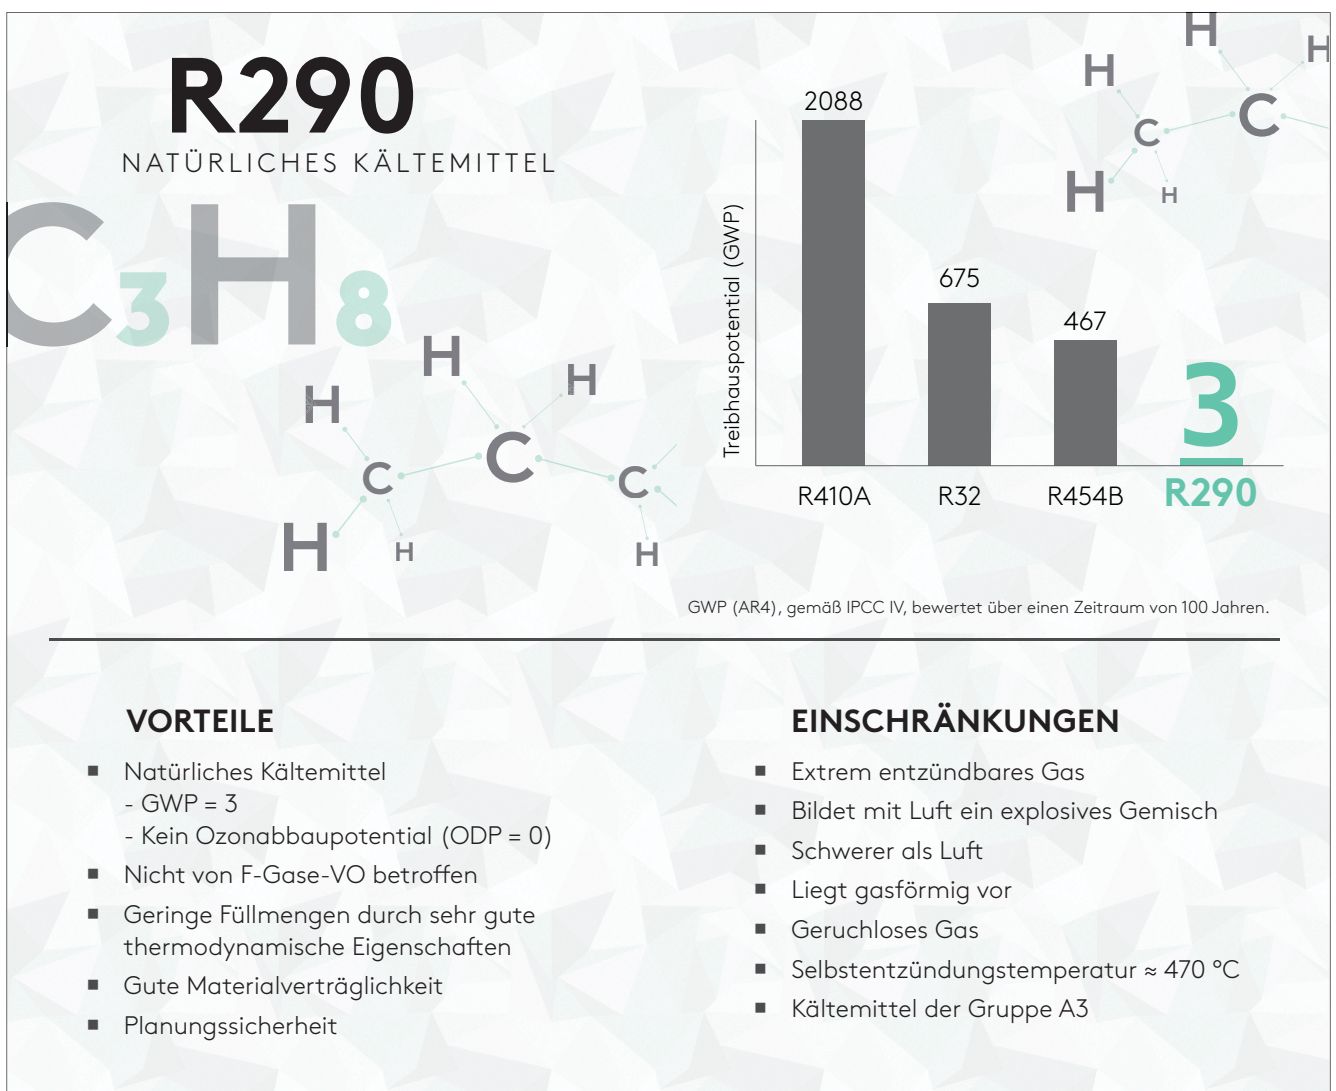 R290
NATÜRLICHES KÄLTEMITTEL
C3H8
H
H
H
C
C
C
H
H
H
H
H
H
C
C
H
H
Treibhauspotential (GWP)
2088
675
467
3
R410A
R32
R454B
R290
GWP (AR4), gemäß IPCC IV, bewertet über einen Zeitraum von 100 Jahren.
VORTEILE
■ Natürliches Kältemittel
- GWP = 3
- Kein Ozonabbaupotential (ODP = 0)
■ Nicht von F-Gase-VO betroffen
■ Geringe Füllmengen durch sehr gute
thermodynamische Eigenschaften
■ Gute Materialverträglichkeit
■ Planungssicherheit
EINSCHRÄNKUNGEN
■ Extrem entzündbares Gas
■ Bildet mit Luft ein explosives Gemisch
■ Schwerer als Luft
■ Liegt gasförmig vor
■ Geruchloses Gas
■ Selbstentzündungstemperatur ≈ 470 °C
■ Kältemittel der Gruppe A3